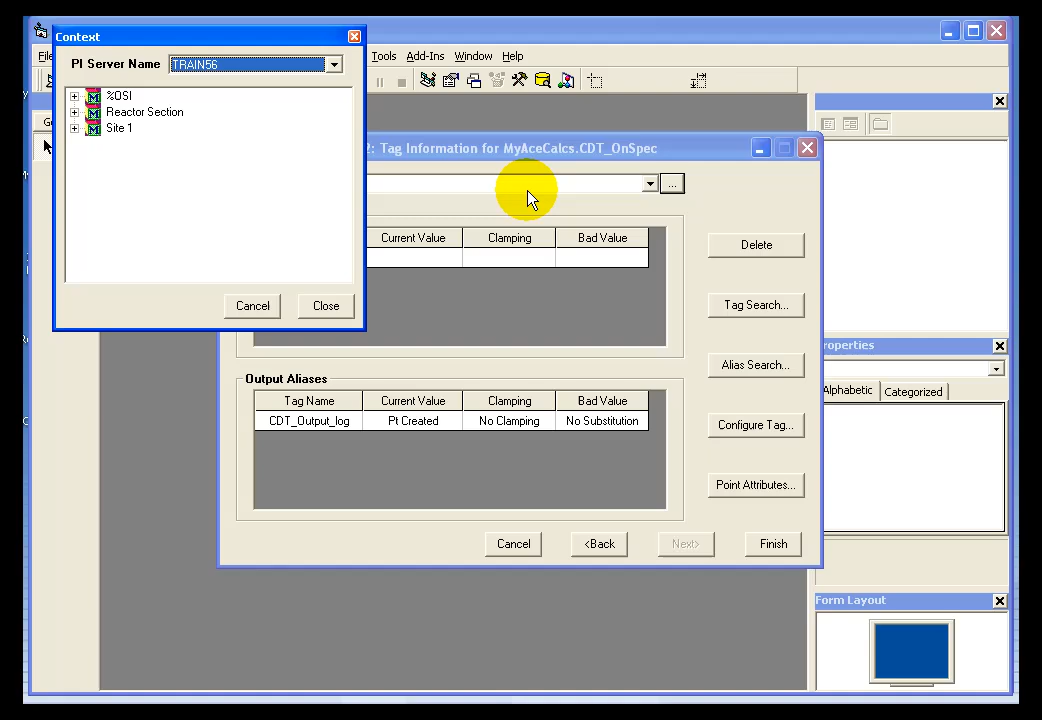 Context
PI Server Name TRAIN56
%OSI
Reactor Section
Site 1
Cancel Close
Tools Add-Ins Window Help
2: Tag Information for MyAceCalcs.CDT_OnSpec
...
Current Value Clamping Bad Value
Delete
Tag Search...
Alias Search...
Configure Tag...
Point Attributes...
Output Aliases
Tag Name Current Value Clamping Bad Value
CDT_Output_log Pt Created No Clamping No Substitution
Cancel <Back Next> Finish
roperties
Alphabetic Categorized
Form Layout